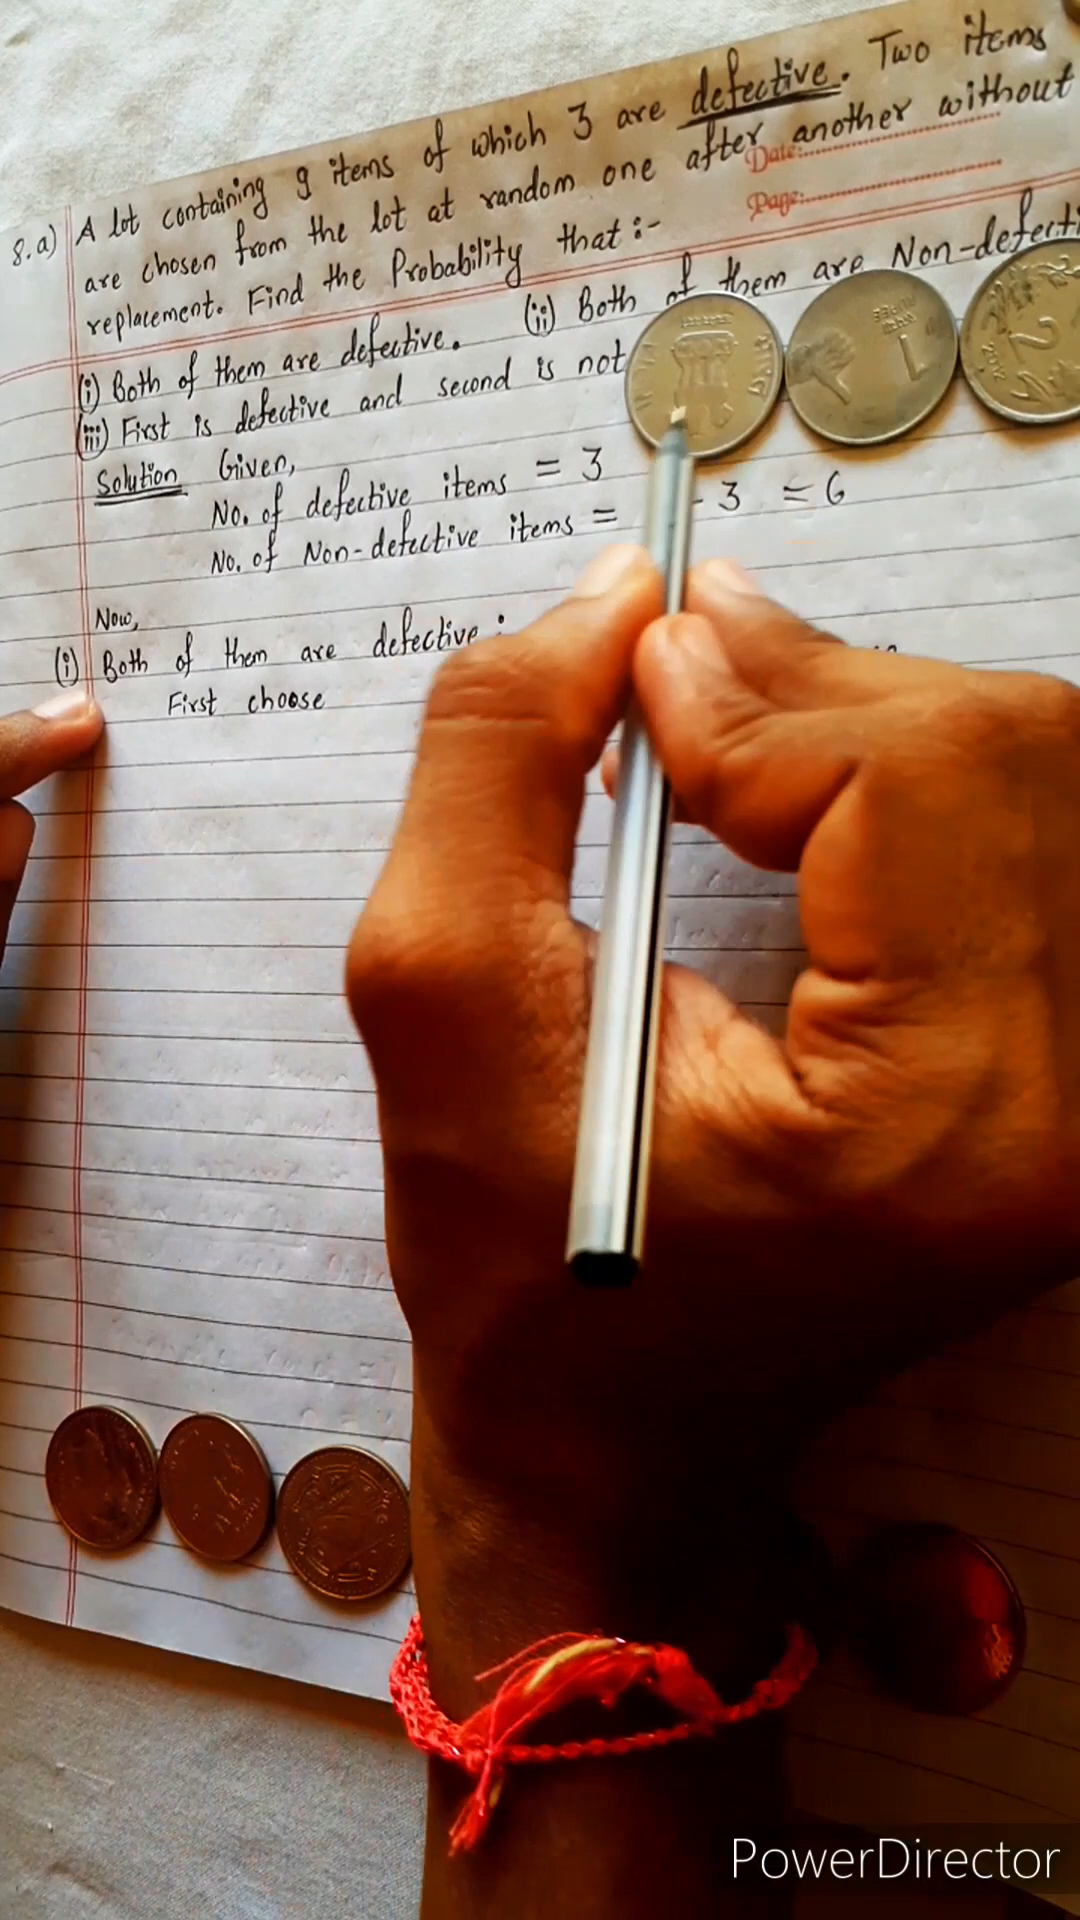 8.a) A lot containing 9 items of which 3 are defective. Two items
are chosen from the lot at random one after another without
Date:
replacement. Find the Probability that :-
Page:
(i) Both of them are defective. (ii) Both of them are Non-defecti
(iii) First is defective and second is not
Solution Given,
No. of defective items = 3
No. of Non-defective items = - 3 = 6
Now,
(i) Both of them are defective :
First choose
1
2
PowerDirector